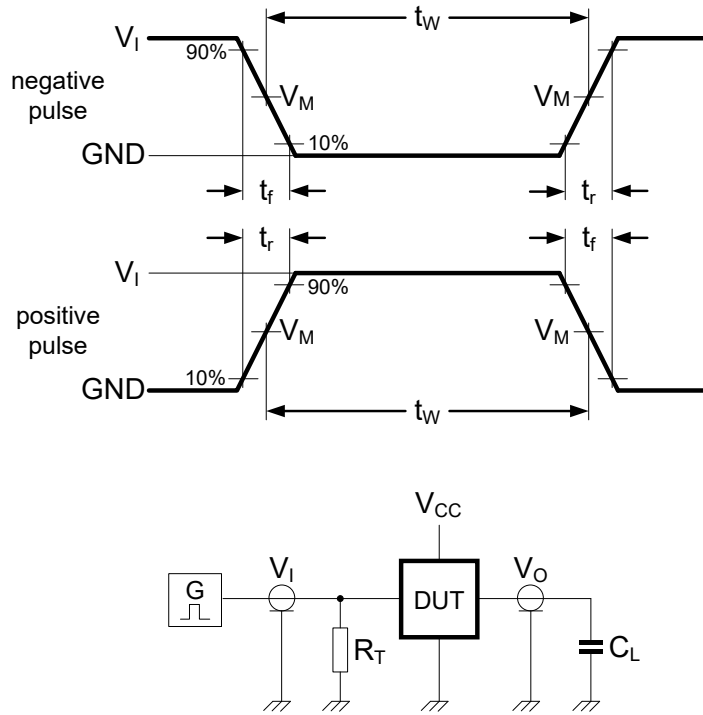 t_W
V_I
90%
negative
pulse
V_M
V_M
GND
10%
t_f
t_r
t_r
t_f
V_I
90%
positive
pulse
V_M
V_M
10%
GND
t_W
V_CC
V_I
V_O
G
DUT
R_T
C_L